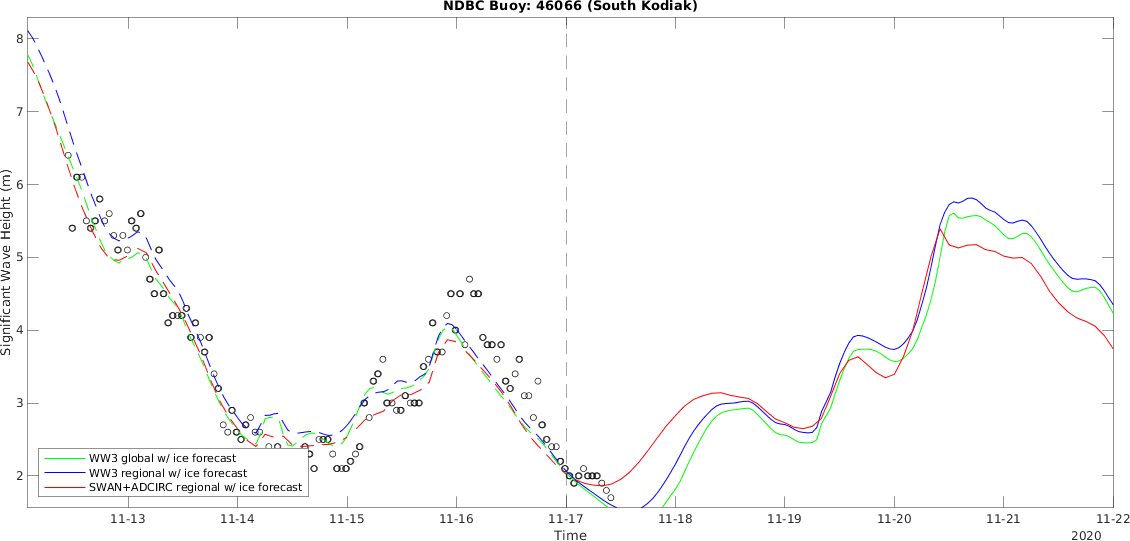 NDBC Buoy: 46066 (South Kodiak)
Significant Wave Height (m)
8
7
6
5
4
3
2
WW3 global w/ ice forecast
WW3 regional w/ ice forecast
SWAN+ADCIRC regional w/ ice forecast
11-13 11-14 11-15 11-16 11-17 11-18 11-19 11-20 11-21 11-22
Time
2020